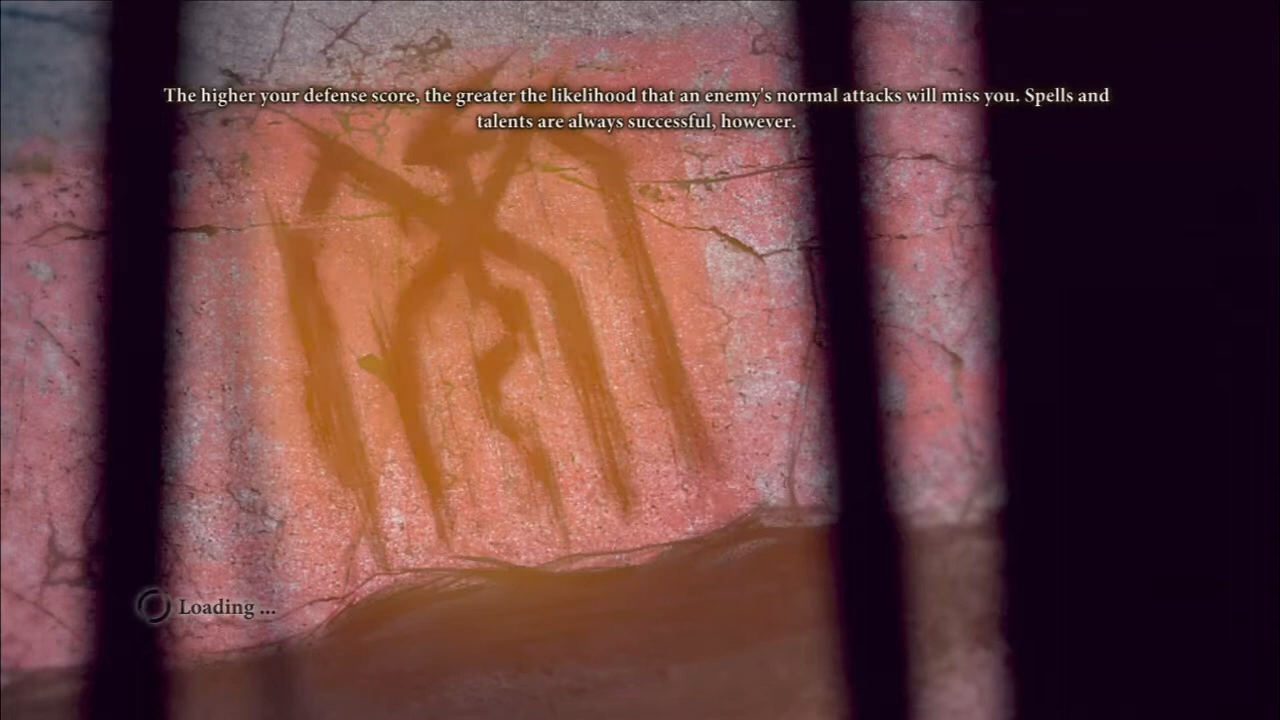 The higher your defense score, the greater the likelihood that an enemy's normal attacks will miss you. Spells and
talents are always successful, however.
Loading ...